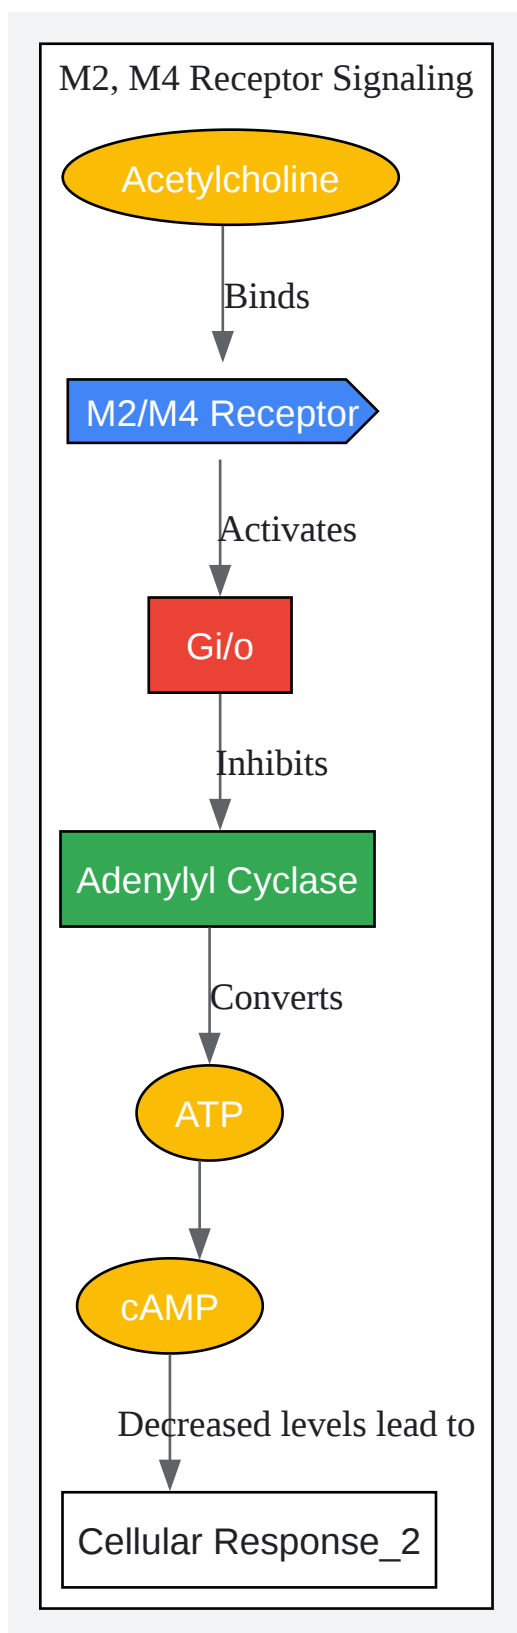 M2, M4 Receptor Signaling
Acetylcholine
Binds
M2/M4 Receptor
Activates
Gi/o
Inhibits
Adenylyl Cyclase
Converts
ATP
cAMP
Decreased levels lead to
Cellular Response_2